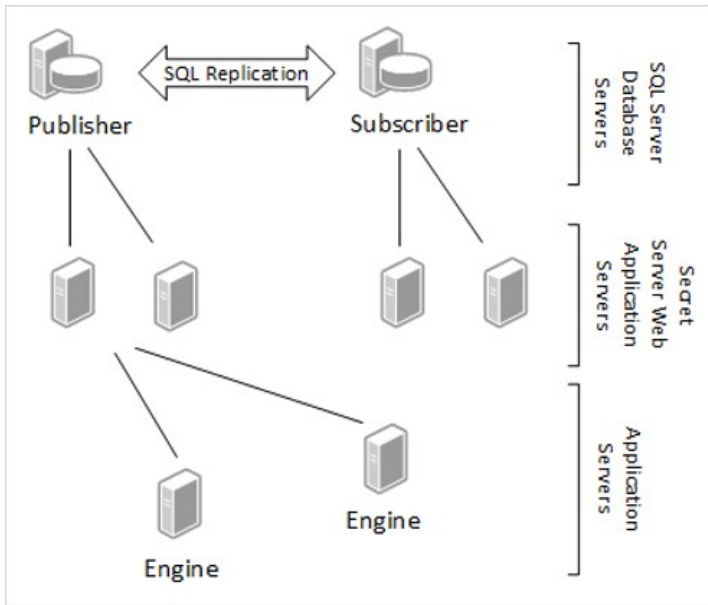 SQL Replication
Publisher
Subscriber
SQL Server
Database
Servers
Secret
Server Web
Application
Servers
Application
Servers
Engine
Engine